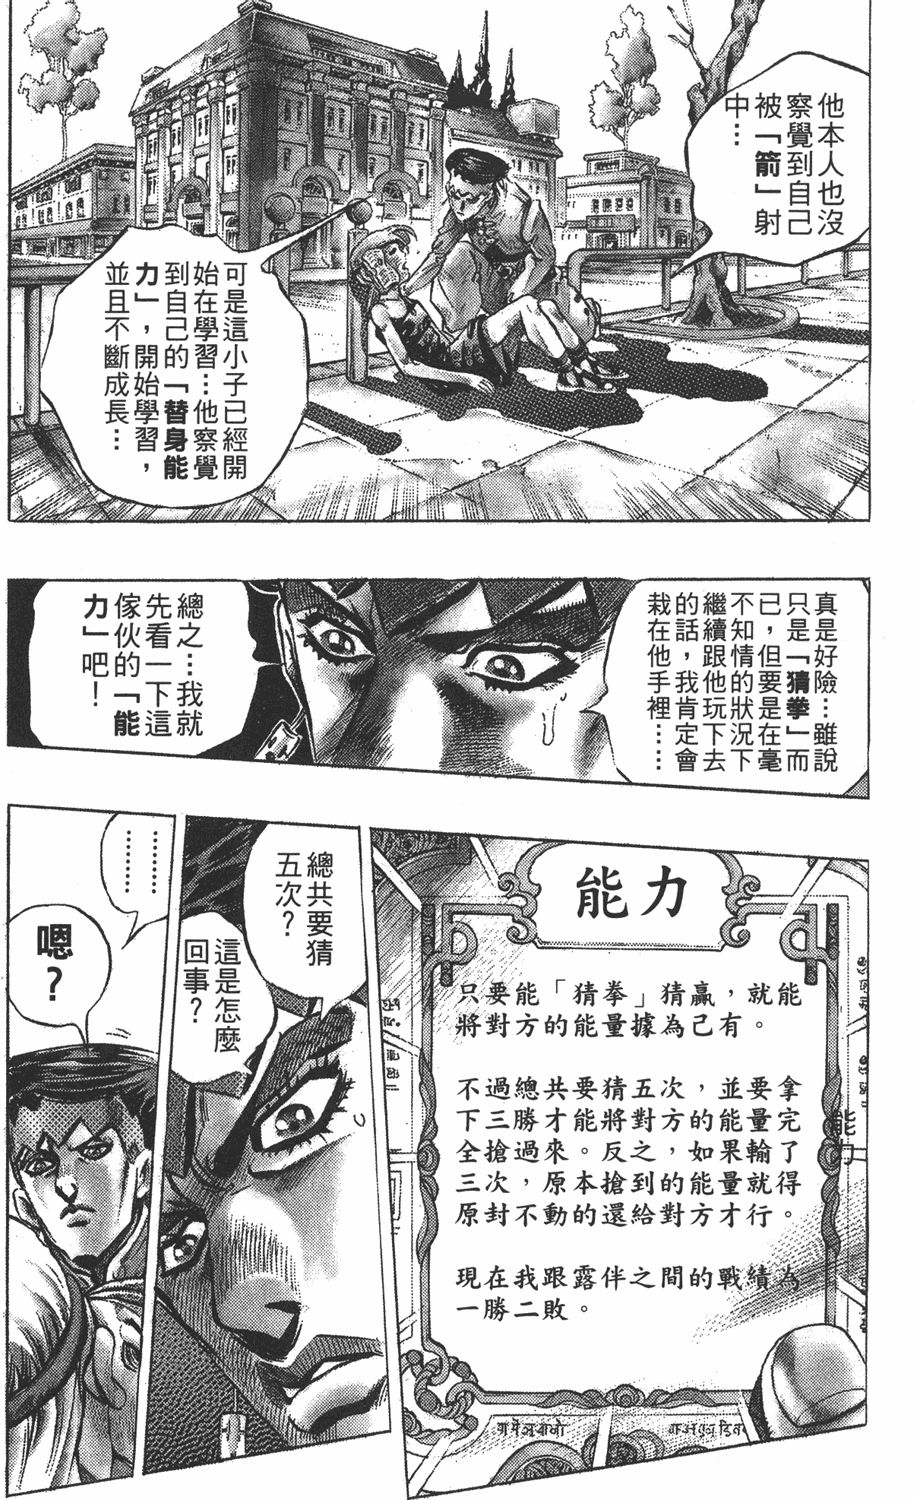 他本人也沒
察覺到自己
被「箭」射
中…
可是這小子已經開
始在學習…他察覺
到自己的「替身能
力」，開始學習，
並且不斷成長…
真是好險…雖說
只是「猜拳」而
已，但要是在毫
不知情的狀況下
繼續跟他玩下去
的話，我肯定會
栽在他手裡……
總之…我就
先看一下這
傢伙的「能
力」吧！
能力
只要能「猜拳」猜贏，就能
將對方的能量據為己有。
不過總共要猜五次，並要拿
下三勝才能將對方的能量完
全搶過來。反之，如果輸了
三次，原本搶到的能量就得
原封不動的還給對方才行。
現在我跟露伴之間的戰績為
一勝二敗。
能力
總共要猜
五次？
這是怎麼
回事？
………
………
嗯？